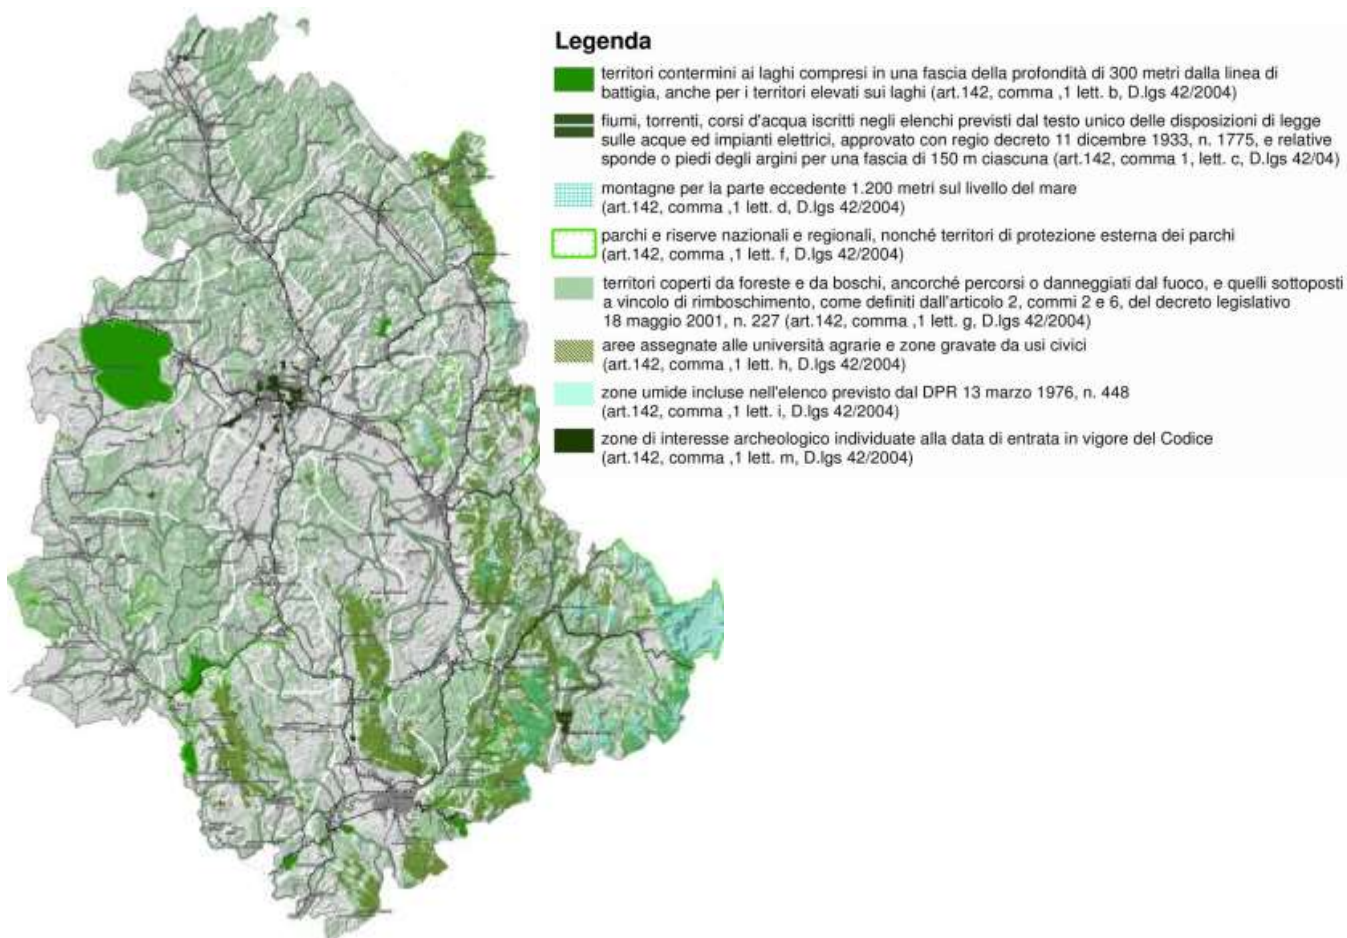 Legenda
territori contermini ai laghi compresi in una fascia della profondità di 300 metri dalla linea di
battigia, anche per i territori elevati sui laghi (art.142, comma ,1 lett. b, D.lgs 42/2004)
fiumi, torrenti, corsi d'acqua iscritti negli elenchi previsti dal testo unico delle disposizioni di legge
sulle acque ed impianti elettrici, approvato con regio decreto 11 dicembre 1933, n. 1775, e relative
sponde o piedi degli argini per una fascia di 150 m ciascuna (art.142, comma 1, lett. c, D.lgs 42/04)
montagne per la parte eccedente 1.200 metri sul livello del mare
(art.142, comma ,1 lett. d, D.lgs 42/2004)
parchi e riserve nazionali e regionali, nonché territori di protezione esterna dei parchi
(art.142, comma ,1 lett. f, D.lgs 42/2004)
territori coperti da foreste e da boschi, ancorché percorsi o danneggiati dal fuoco, e quelli sottoposti
a vincolo di rimboschimento, come definiti dall'articolo 2, commi 2 e 6, del decreto legislativo
18 maggio 2001, n. 227 (art.142, comma ,1 lett. g, D.lgs 42/2004)
aree assegnate alle università agrarie e zone gravate da usi civici
(art.142, comma ,1 lett. h, D.lgs 42/2004)
zone umide incluse nell'elenco previsto dal DPR 13 marzo 1976, n. 448
(art.142, comma ,1 lett. i, D.lgs 42/2004)
zone di interesse archeologico individuate alla data di entrata in vigore del Codice
(art.142, comma ,1 lett. m, D.lgs 42/2004)